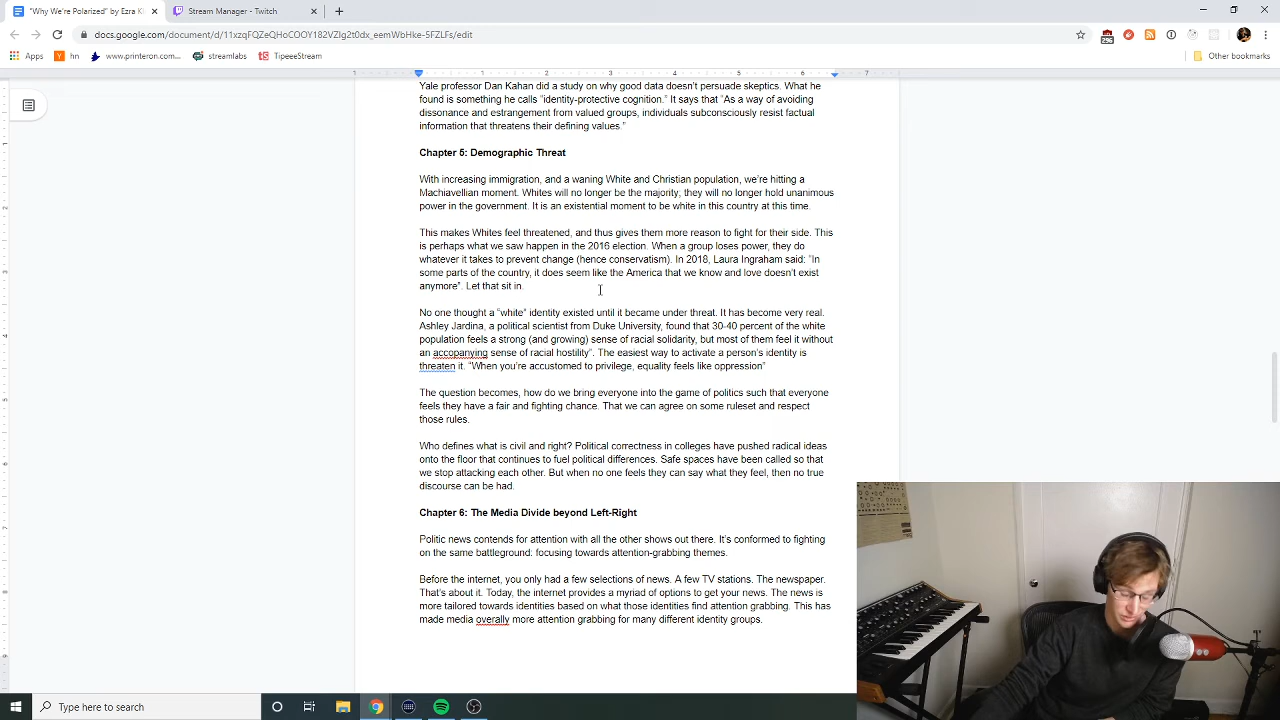 "Why We're Polarized" by Ezra K
Stream Manager - Twitch
docs.google.com/document/d/11xzqFQZeQHoCOOY182VZIg2t0dx_eemWbHke-5FZLFs/edit
296
Apps
hn
www.printeron.com...
streamlabs
TipeeeStream
Other bookmarks
1 1 2 3 4 5 6 7
Yale professor Dan Kahan did a study on why good data doesn't persuade skeptics. What he
found is something he calls "identity-protective cognition." It says that "As a way of avoiding
dissonance and estrangement from valued groups, individuals subconsciously resist factual
information that threatens their defining values."
Chapter 5: Demographic Threat
With increasing immigration, and a waning White and Christian population, we're hitting a
Machiavellian moment. Whites will no longer be the majority; they will no longer hold unanimous
power in the government. It is an existential moment to be white in this country at this time.
This makes Whites feel threatened, and thus gives them more reason to fight for their side. This
is perhaps what we saw happen in the 2016 election. When a group loses power, they do
whatever it takes to prevent change (hence conservatism). In 2018, Laura Ingraham said: "In
some parts of the country, it does seem like the America that we know and love doesn't exist
anymore". Let that sit in.
No one thought a "white" identity existed until it became under threat. It has become very real.
Ashley Jardina, a political scientist from Duke University, found that 30-40 percent of the white
population feels a strong (and growing) sense of racial solidarity, but most of them feel it without
an accopanying sense of racial hostility". The easiest way to activate a person's identity is
threaten it. "When you're accustomed to privilege, equality feels like oppression"
The question becomes, how do we bring everyone into the game of politics such that everyone
feels they have a fair and fighting chance. That we can agree on some ruleset and respect
those rules.
Who defines what is civil and right? Political correctness in colleges have pushed radical ideas
onto the floor that continues to fuel political differences. Safe spaces have been called so that
we stop attacking each other. But when no one feels they can say what they feel, then no true
discourse can be had.
Chapter 6: The Media Divide beyond Left-Right
Politic news contends for attention with all the other shows out there. It's conformed to fighting
on the same battleground: focusing towards attention-grabbing themes.
Before the internet, you only had a few selections of news. A few TV stations. The newspaper.
That's about it. Today, the internet provides a myriad of options to get your news. The news is
more tailored towards identities based on what those identities find attention grabbing. This has
made media overally more attention grabbing for many different identity groups.
Type here to search